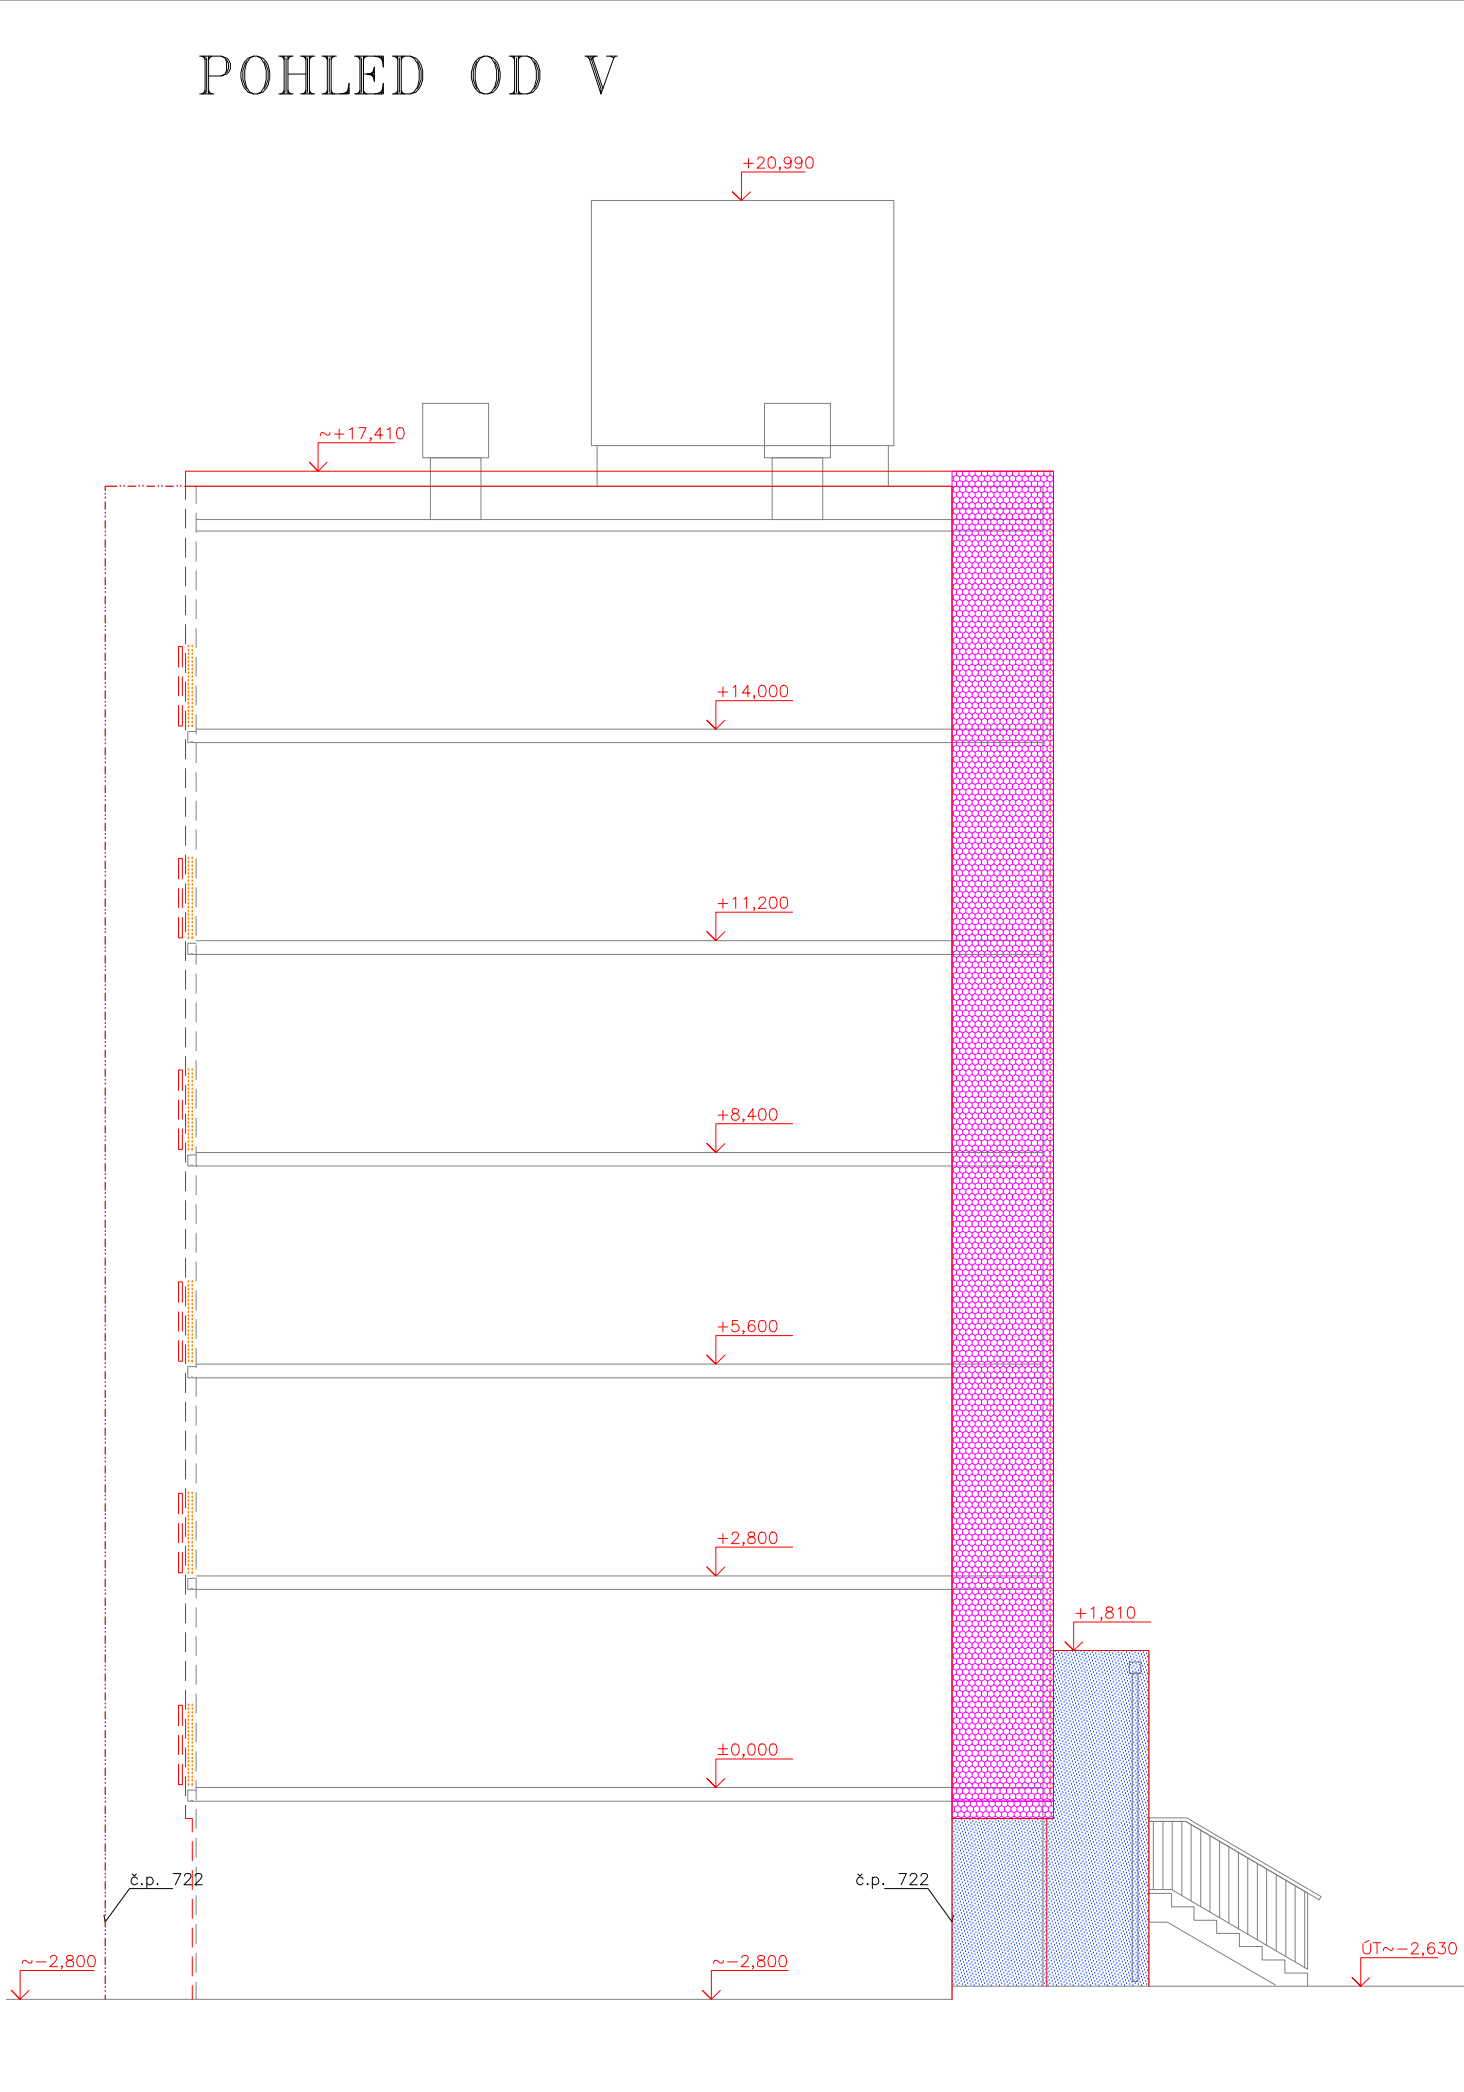 POHLED OD V
+20,990
~+17,410
+14,000
+11,200
+8,400
+5,600
+2,800
+1,810
±0,000
č.p. 722
č.p. 722
~-2,800
~-2,800
ÚT~-2,630